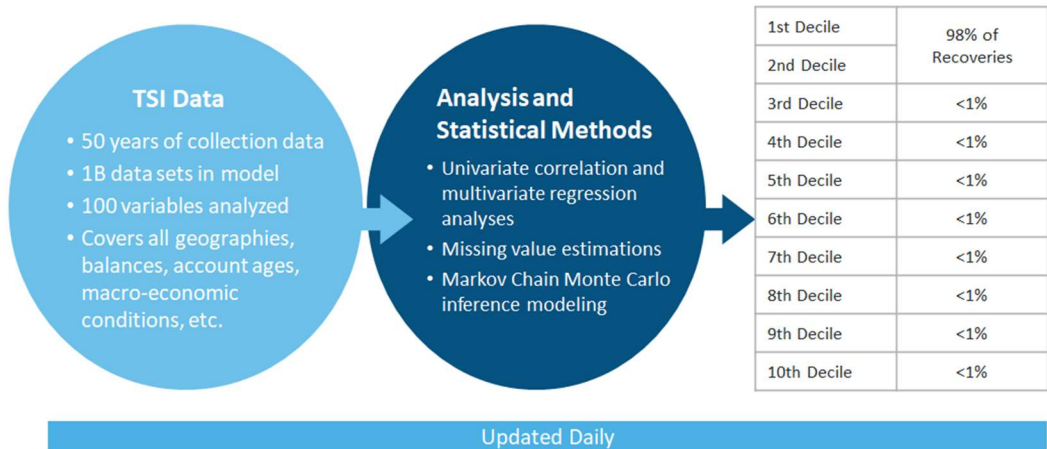 TSI Data
• 50 years of collection data
• 1B data sets in model
• 100 variables analyzed
• Covers all geographies,
balances, account ages,
macro-economic
conditions, etc.
Analysis and
Statistical Methods
• Univariate correlation and
multivariate regression
analyses
• Missing value estimations
• Markov Chain Monte Carlo
inference modeling
1st Decile
2nd Decile
98% of
Recoveries
3rd Decile <1%
4th Decile <1%
5th Decile <1%
6th Decile <1%
7th Decile <1%
8th Decile <1%
9th Decile <1%
10th Decile <1%
Updated Daily